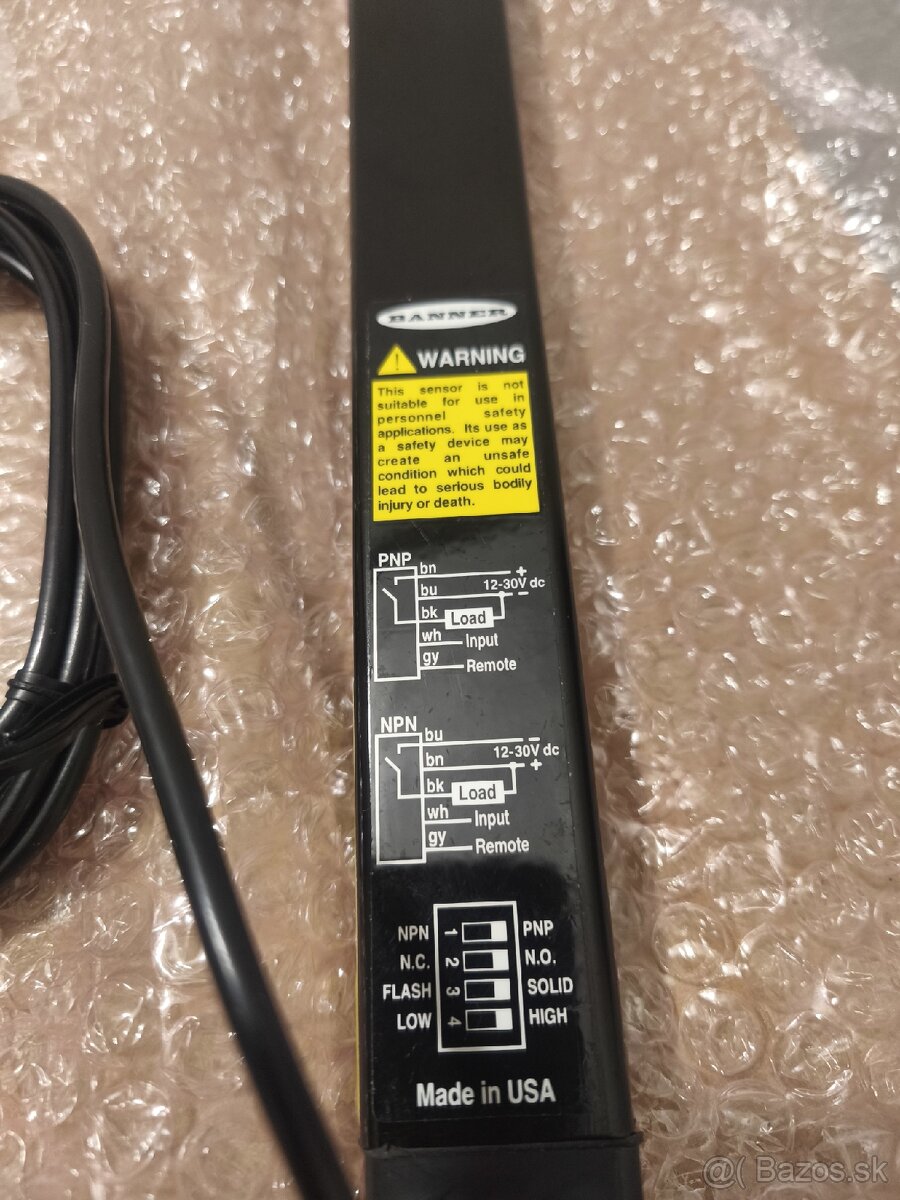 BANNER
WARNING
This sensor is not
suitable for use in
personnel safety
applications. Its use as
a safety device may
create an unsafe
condition which could
lead to serious bodily
injury or death.
PNP
bn +
12-30V dc
bu -
bk Load
wh Input
gy Remote
NPN
bu -
12-30V dc
bn +
bk Load
wh Input
gy Remote
NPN 1 PNP
N.C. 2 N.O.
FLASH 3 SOLID
LOW 4 HIGH
Made in USA
@( Bazos.sk